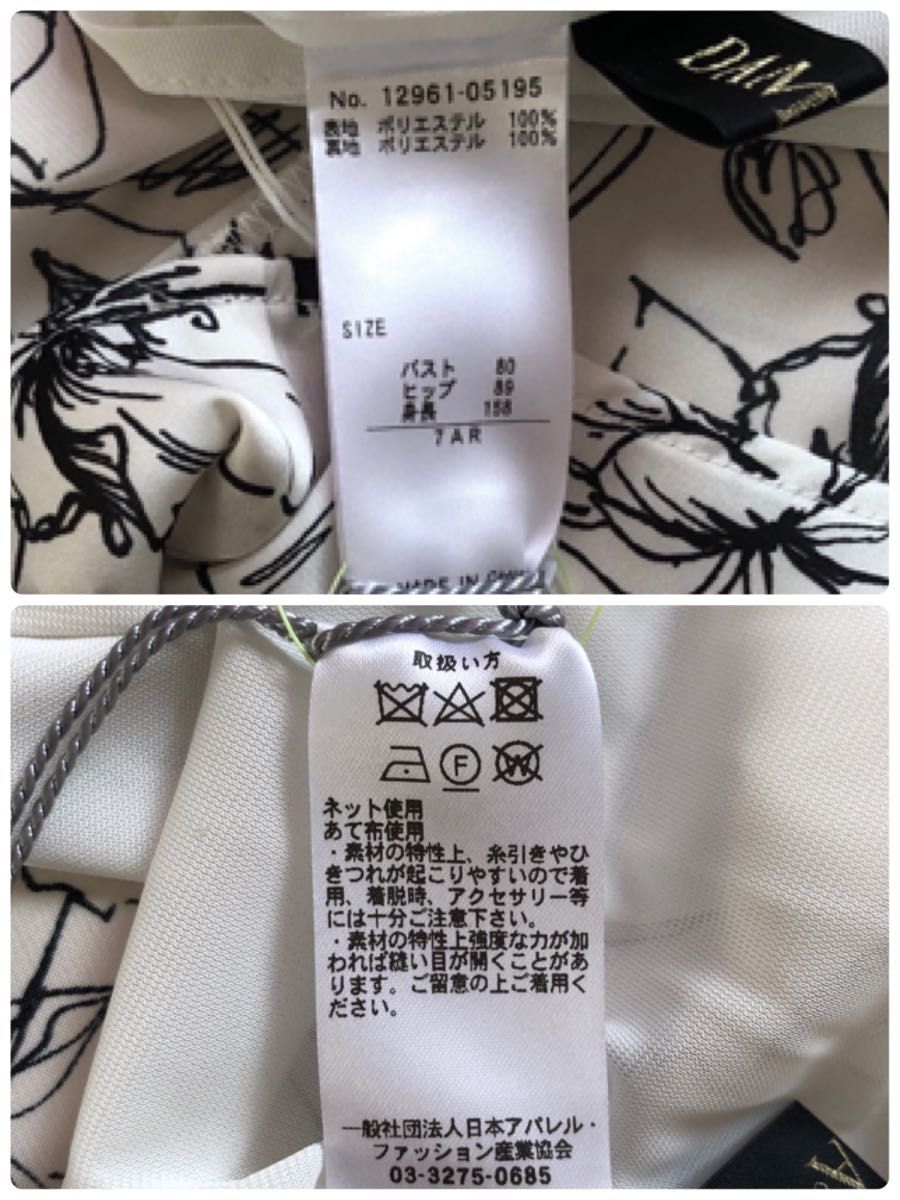 No. 12961-05195
表地 ポリエステル 100%
裏地 ポリエステル 100%
SIZE
バスト 80
ヒップ 89
身長 158
7AR
MADE IN
取扱い方
F
W
ネット使用
あて布使用
・素材の特性上、糸引きやひ
きつれが起こりやすいので着
用、着脱時、アクセサリー等
には十分ご注意下さい。
・素材の特性上強度な力が加
われば縫い目が開くことがあ
ります。ご留意の上ご着用く
ださい。
一般社団法人日本アパレル・
ファッション産業協会
03-3275-0685